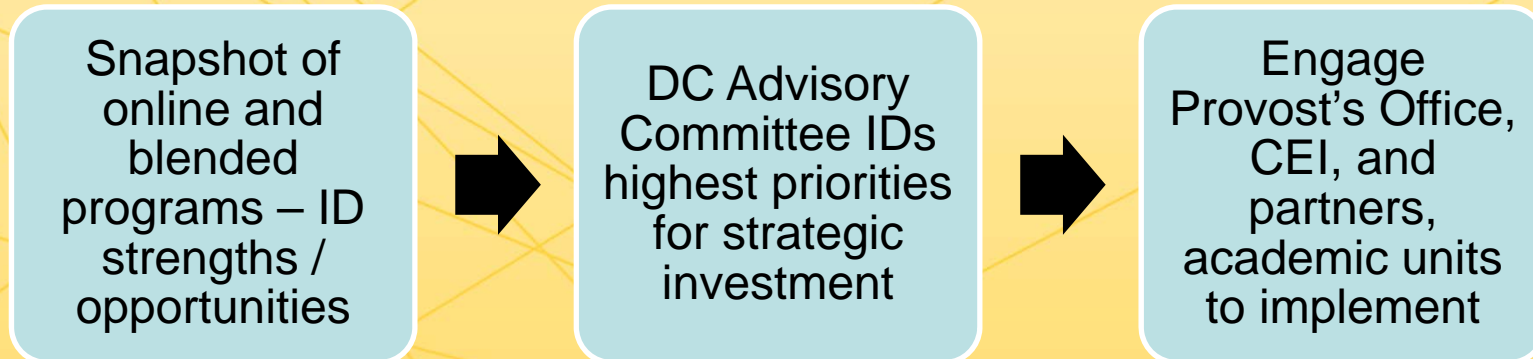 Snapshot of
online and
blended
programs – ID
strengths /
opportunities
DC Advisory
Committee IDs
highest priorities
for strategic
investment
Engage
Provost’s Office,
CEI, and
partners,
academic units
to implement